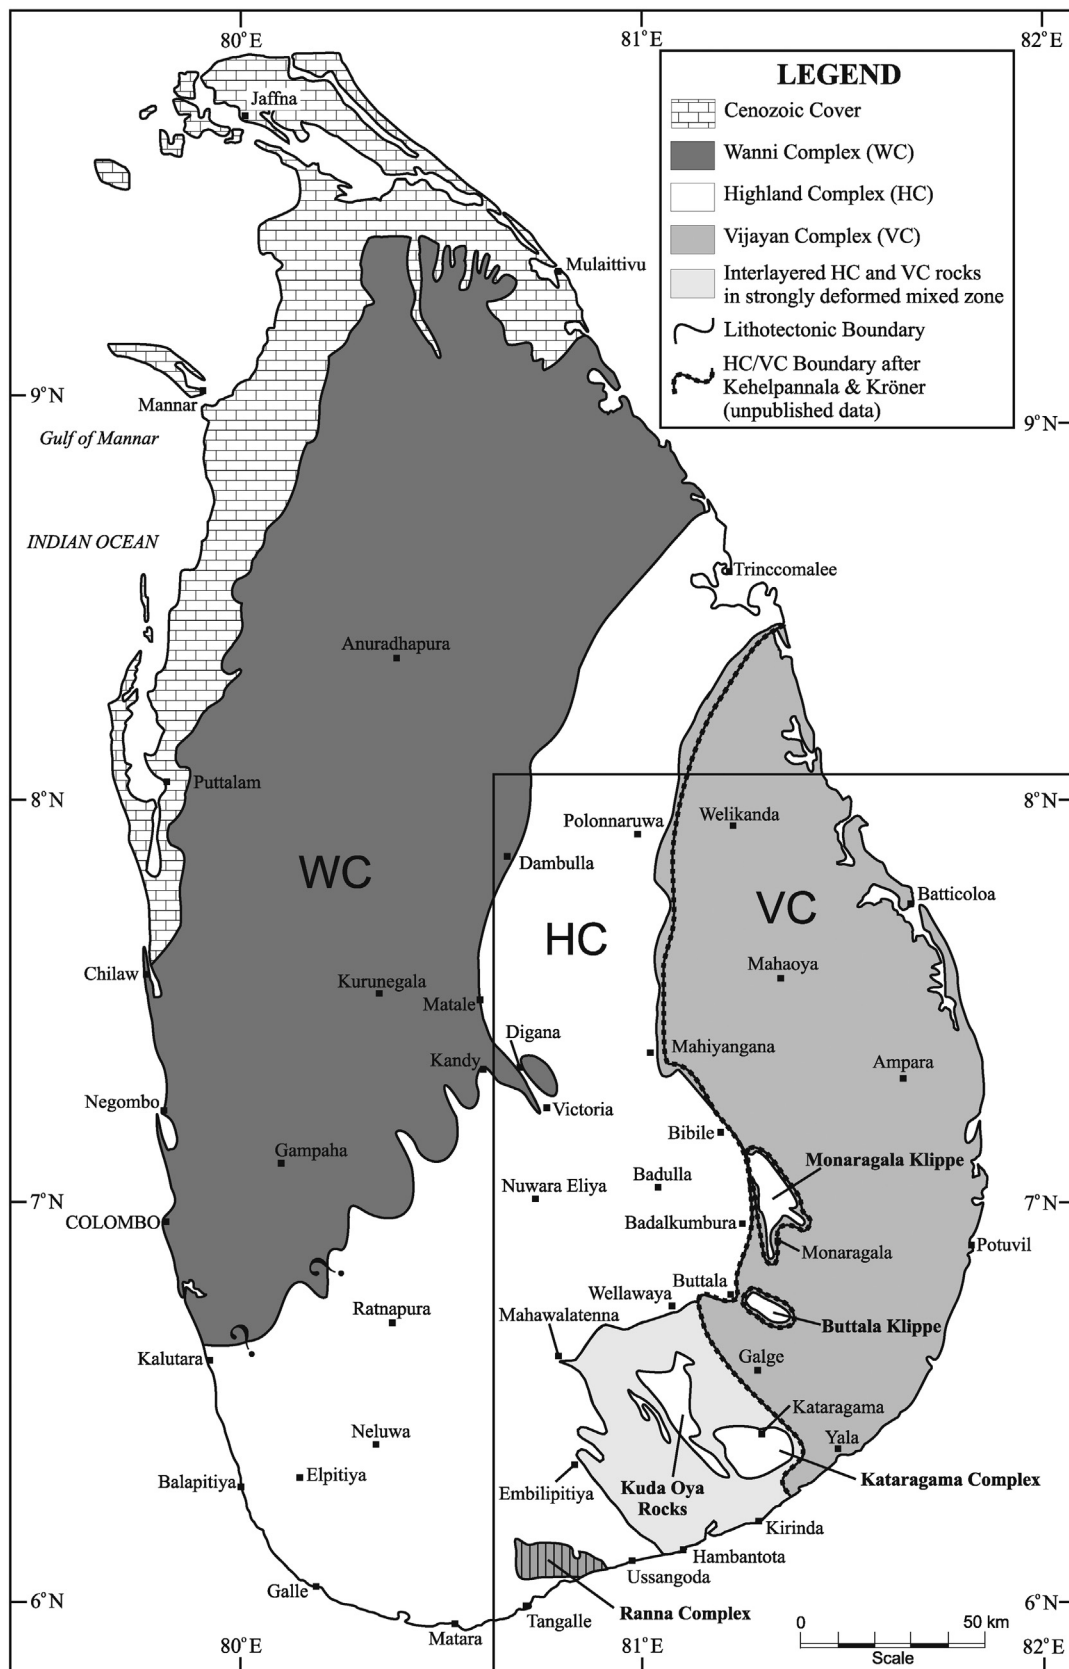 80°E
81°E
82°E
LEGEND
Cenozoic Cover
Wanni Complex (WC)
Highland Complex (HC)
Vijayan Complex (VC)
Interlayered HC and VC rocks
in strongly deformed mixed zone
Lithotectonic Boundary
HC/VC Boundary after
Kehelpannala & Kröner
(unpublished data)
Jaffna
Mulaittivu
Mannar
9°N
9°N
Gulf of Mannar
INDIAN OCEAN
Trinccomalee
Anuradhapura
Puttalam
8°N
8°N
Polonnaruwa
Welikanda
Dambulla
WC
HC
VC
Batticoloa
Chilaw
Kurunegala
Matale
Mahaoya
Digana
Kandy
Mahiyangana
Ampara
Negombo
Victoria
Bibile
Gampaha
Monaragala Klippe
Nuwara Eliya
Badulla
7°N
7°N
COLOMBO
Badalkumbura
Monaragala
Potuvil
?
Buttala
Wellawaya
Mahawalatenna
Ratnapura
Buttala Klippe
?
Kalutara
Galge
Kataragama
Neluwa
Yala
Elpitiya
Balapitiya
Embilipitiya
Kuda Oya
Rocks
Kataragama Complex
Kirinda
Hambantota
Ussangoda
Galle
Tangalle
Ranna Complex
Matara
6°N
6°N
0
50 km
Scale
80°E
81°E
82°E